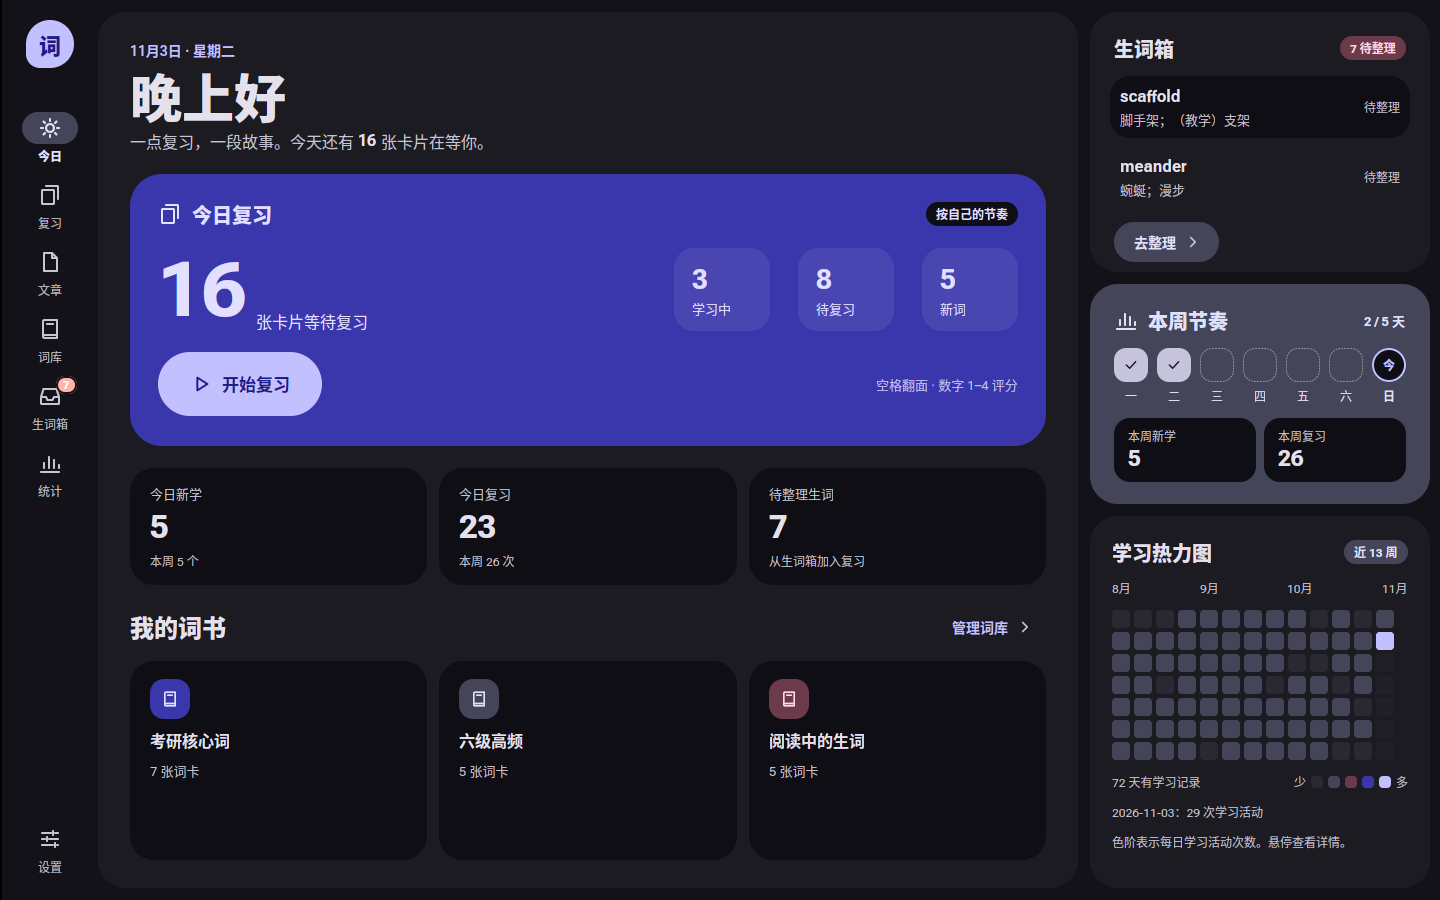 词
今日
复习
文章
词库
7
生词箱
统计
设置
11月3日 · 星期二
晚上好
一点复习，一段故事。今天还有 16 张卡片在等你。
今日复习
按自己的节奏
16 张卡片等待复习
3
学习中
8
待复习
5
新词
开始复习
空格翻面 · 数字 1–4 评分
今日新学
5
本周 5 个
今日复习
23
本周 26 次
待整理生词
7
从生词箱加入复习
我的词书
管理词库
考研核心词
7 张词卡
六级高频
5 张词卡
阅读中的生词
5 张词卡
生词箱
7 待整理
scaffold
脚手架；（教学）支架
待整理
meander
蜿蜒；漫步
待整理
去整理
本周节奏
2 / 5 天
今
一 二 三 四 五 六 日
本周新学
5
本周复习
26
学习热力图
近 13 周
8月 9月 10月 11月
72 天有学习记录
少 多
2026-11-03：29 次学习活动
色阶表示每日学习活动次数。悬停查看详情。